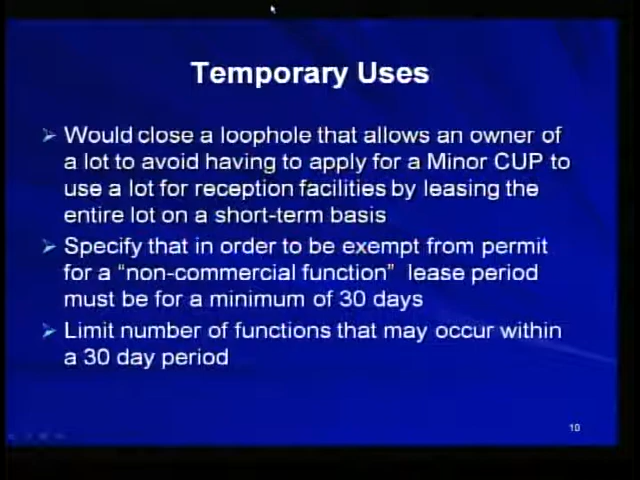 Temporary Uses
Would close a loophole that allows an owner of
a lot to avoid having to apply for a Minor CUP to
use a lot for reception facilities by leasing the
entire lot on a short-term basis
Specify that in order to be exempt from permit
for a “non-commercial function” lease period
must be for a minimum of 30 days
Limit number of functions that may occur within
a 30 day period
10